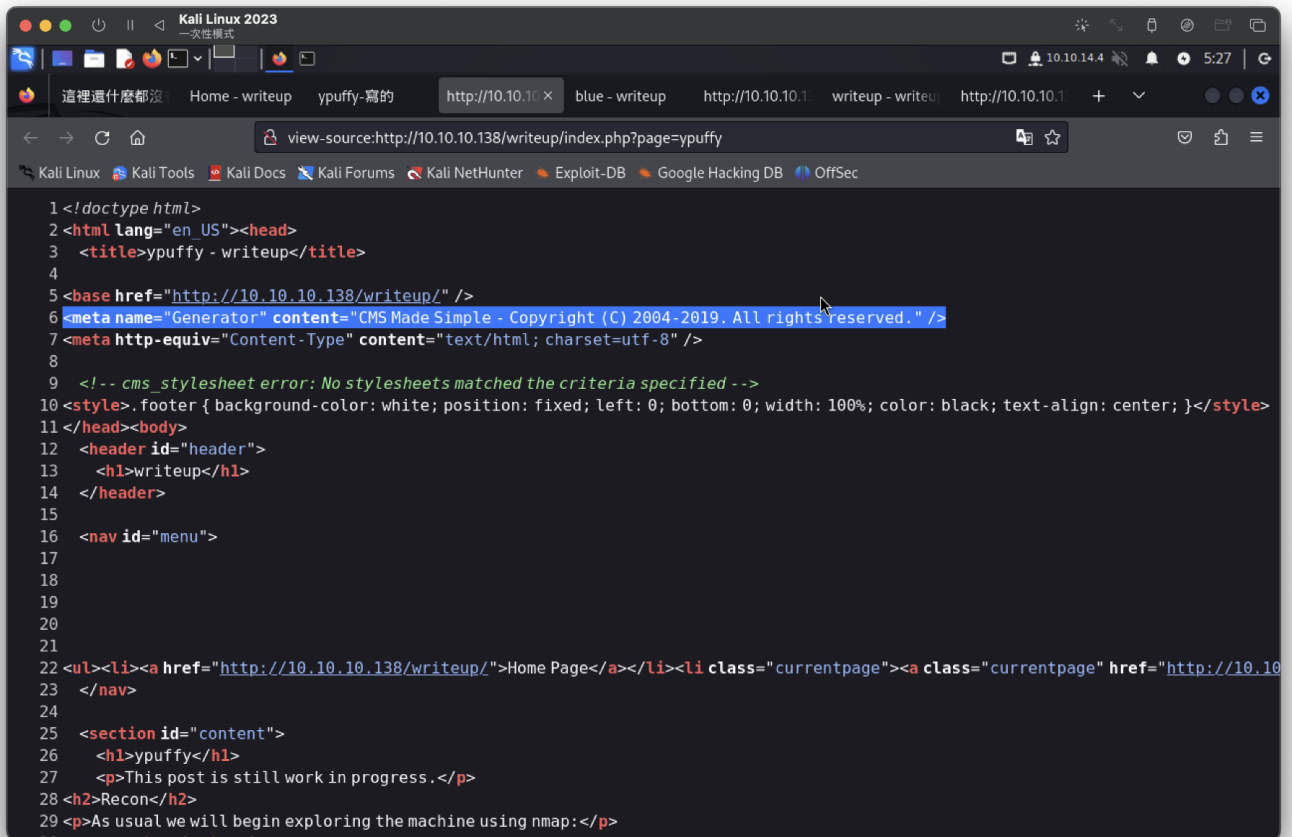 Kali Linux 2023
一次性模式
10.10.14.4 5:27
這裡還什麼都沒 Home - writeup ypuffy-寫的 http://10.10.10 blue - writeup http://10.10.10.1 writeup - writeu http://10.10.10.1
view-source:http://10.10.10.138/writeup/index.php?page=ypuffy
Kali Linux Kali Tools Kali Docs Kali Forums Kali NetHunter Exploit-DB Google Hacking DB OffSec
1 <!doctype html>
2 <html lang="en_US"><head>
3 <title>ypuffy - writeup</title>
4
5 <base href="http://10.10.10.138/writeup/" />
6 <meta name="Generator" content="CMS Made Simple - Copyright (C) 2004-2019. All rights reserved." />
7 <meta http-equiv="Content-Type" content="text/html; charset=utf-8" />
8
9 <!-- cms_stylesheet error: No stylesheets matched the criteria specified -->
10 <style>.footer { background-color: white; position: fixed; left: 0; bottom: 0; width: 100%; color: black; text-align: center; }</style>
11 </head><body>
12 <header id="header">
13 <h1>writeup</h1>
14 </header>
15
16 <nav id="menu">
17
18
19
20
21
22 <ul><li><a href="http://10.10.10.138/writeup/">Home Page</a></li><li class="currentpage"><a class="currentpage" href="http://10.10
23 </nav>
24
25 <section id="content">
26 <h1>ypuffy</h1>
27 <p>This post is still work in progress.</p>
28 <h2>Recon</h2>
29 <p>As usual we will begin exploring the machine using nmap:</p>